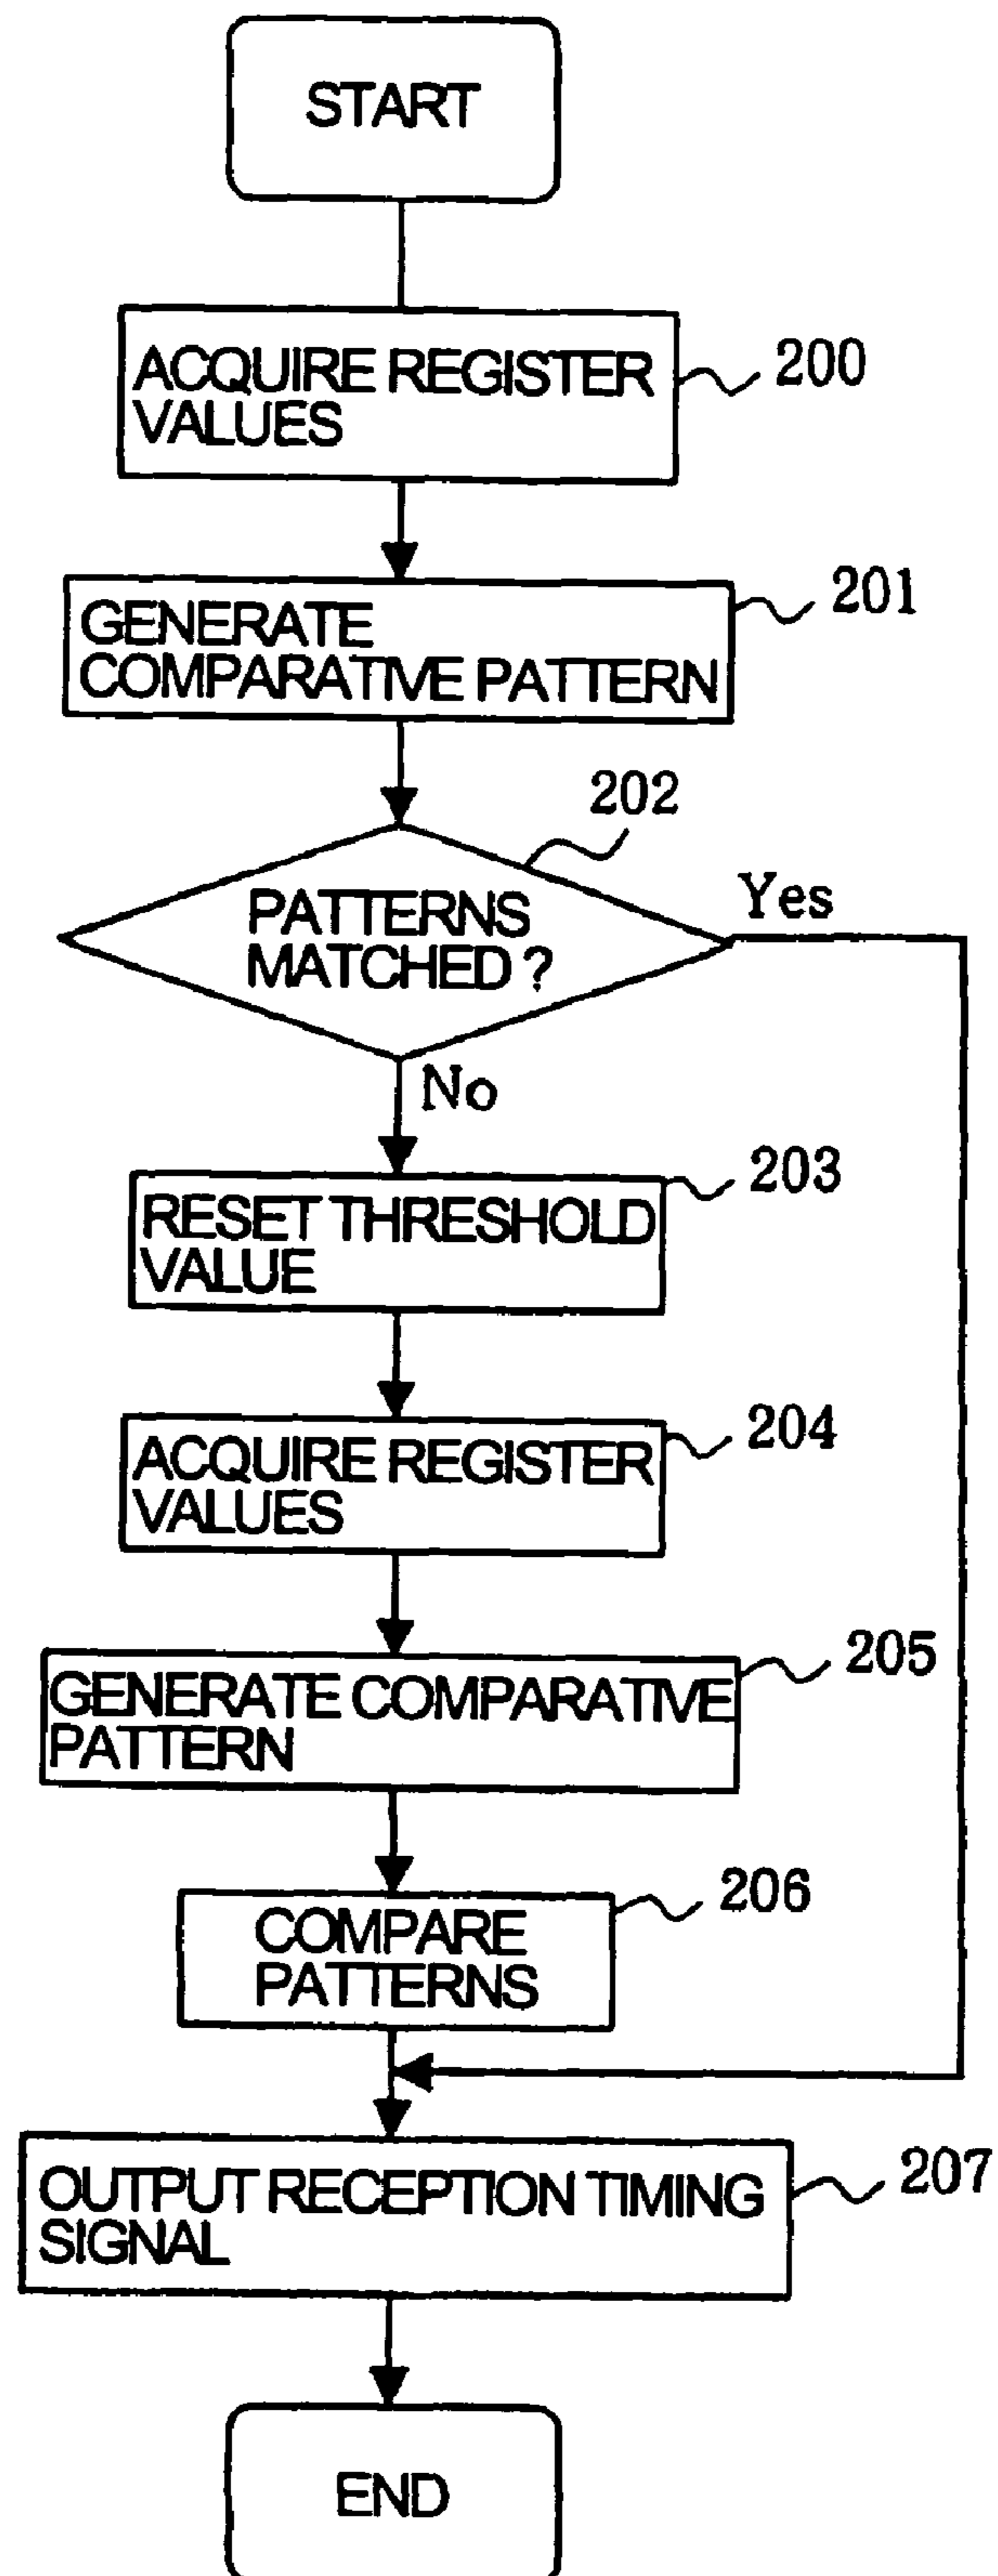 START
ACQUIRE REGISTER
VALUES
200
GENERATE
COMPARATIVE PATTERN
201
202
PATTERNS
MATCHED ?
Yes
No
RESET THRESHOLD
VALUE
203
ACQUIRE REGISTER
VALUES
204
GENERATE COMPARATIVE
PATTERN
205
COMPARE
PATTERNS
206
OUTPUT RECEPTION TIMING
SIGNAL
207
END